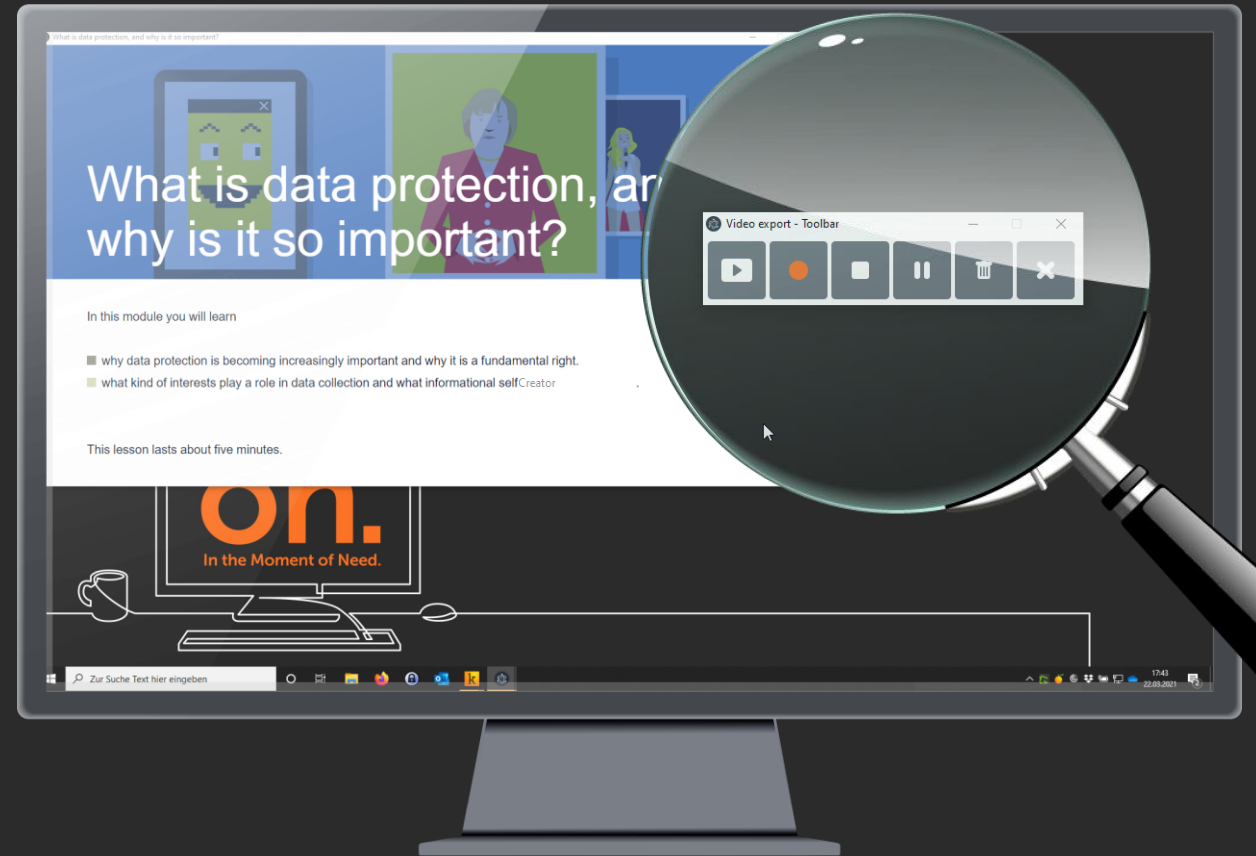 What is data protection, and why is it so important?
What is data protection, an
why is it so important?
Video export - Toolbar
In this module you will learn
why data protection is becoming increasingly important and why it is a fundamental right.
what kind of interests play a role in data collection and what informational selfCreator .
This lesson lasts about five minutes.
on.
In the Moment of Need.
Zur Suche Text hier eingeben
k
17:43
22.03.2021
2